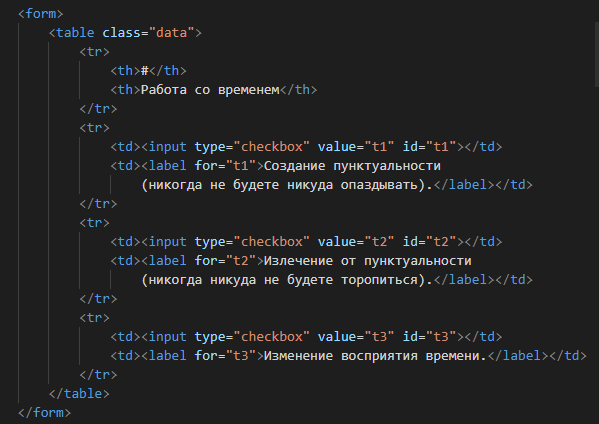 <form>
<table class="data">
<tr>
<th>#</th>
<th>Работа со временем</th>
</tr>
<tr>
<td><input type="checkbox" value="t1" id="t1"></td>
<td><label for="t1">Создание пунктуальности
(никогда не будете никуда опаздывать).</label></td>
</tr>
<tr>
<td><input type="checkbox" value="t2" id="t2"></td>
<td><label for="t2">Излечение от пунктуальности
(никогда никуда не будете торопиться).</label></td>
</tr>
<tr>
<td><input type="checkbox" value="t3" id="t3"></td>
<td><label for="t3">Изменение восприятия времени.</label></td>
</tr>
</table>
</form>